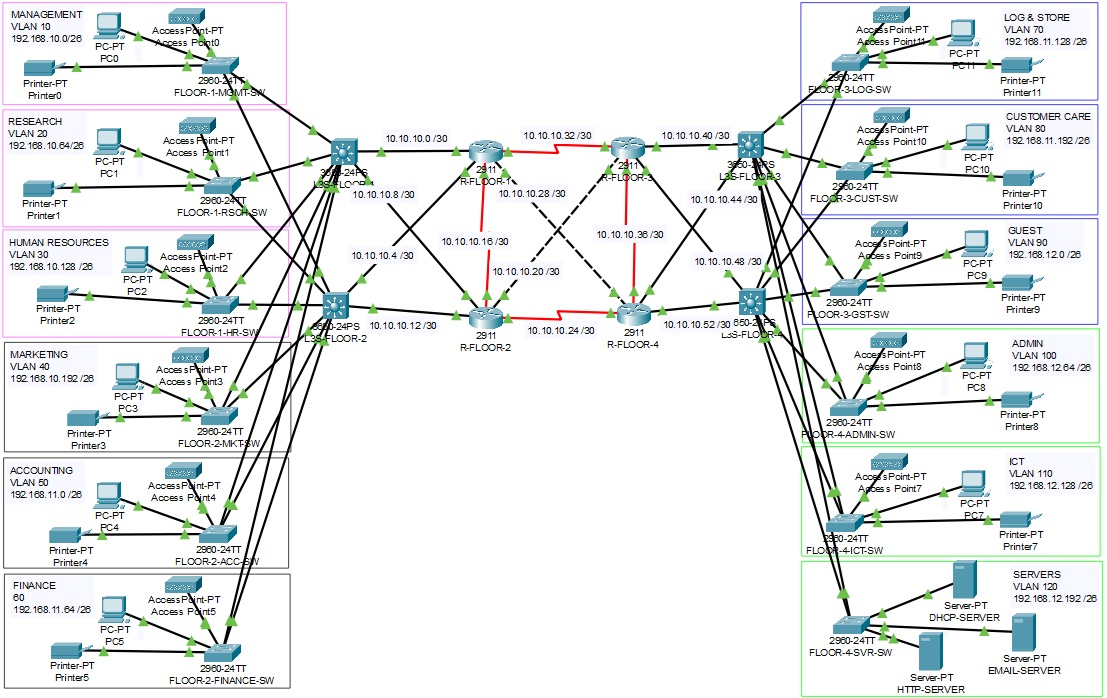 MANAGEMENT
VLAN 10
192.168.10.0/26
PC-PT
PC0
AccessPoint-PT
Access Point0
Printer-PT
Printer0
2960-24TT
FLOOR-1-MGMT-SW
RESEARCH
VLAN 20
192.168.10.64/26
PC-PT
PC1
AccessPoint-PT
Access Point1
Printer-PT
Printer1
2960-24TT
FLOOR-1-RSCH-SW
HUMAN RESOURCES
VLAN 30
192.168.10.128 /26
PC-PT
PC2
AccessPoint-PT
Access Point2
Printer-PT
Printer2
2960-24TT
FLOOR-1-HR-SW
MARKETING
VLAN 40
192.168.10.192 /26
PC-PT
PC3
AccessPoint-PT
Access Point3
Printer-PT
Printer3
2960-24TT
FLOOR-2-MKT-SW
ACCOUNTING
VLAN 50
192.168.11.0 /26
PC-PT
PC4
AccessPoint-PT
Access Point4
Printer-PT
Printer4
2960-24TT
FLOOR-2-ACC-SW
FINANCE
60
192.168.11.64 /26
PC-PT
PC5
AccessPoint-PT
Access Point5
Printer-PT
Printer5
2960-24TT
FLOOR-2-FINANCE-SW
L3S-FLOOR-1
L3S-FLOOR-2
10.10.10.0 /30
10.10.10.8 /30
10.10.10.4 /30
10.10.10.12 /30
2911
R-FLOOR-1
10.10.10.16 /30
2911
R-FLOOR-2
10.10.10.32 /30
10.10.10.28 /30
10.10.10.20 /30
10.10.10.24 /30
2911
R-FLOOR-3
10.10.10.36 /30
2911
R-FLOOR-4
10.10.10.40 /30
10.10.10.44 /30
10.10.10.48 /30
10.10.10.52 /30
L3S-FLOOR-3
L3S-FLOOR-4
LOG & STORE
VLAN 70
192.168.11.128 /26
AccessPoint-PT
Access Point11
PC-PT
PC11
Printer-PT
Printer11
2960-24TT
FLOOR-3-LOG-SW
CUSTOMER CARE
VLAN 80
192.168.11.192 /26
AccessPoint-PT
Access Point10
PC-PT
PC10
Printer-PT
Printer10
2960-24TT
FLOOR-3-CUST-SW
GUEST
VLAN 90
192.168.12.0 /26
AccessPoint-PT
Access Point9
PC-PT
PC9
Printer-PT
Printer9
2960-24TT
FLOOR-3-GST-SW
ADMIN
VLAN 100
192.168.12.64 /26
AccessPoint-PT
Access Point8
PC-PT
PC8
Printer-PT
Printer8
2960-24TT
FLOOR-4-ADMIN-SW
ICT
VLAN 110
192.168.12.128 /26
AccessPoint-PT
Access Point7
PC-PT
PC7
Printer-PT
Printer7
2960-24TT
FLOOR-4-ICT-SW
SERVERS
VLAN 120
192.168.12.192 /26
Server-PT
DHCP-SERVER
2960-24TT
FLOOR-4-SVR-SW
Server-PT
EMAIL-SERVER
Server-PT
HTTP-SERVER